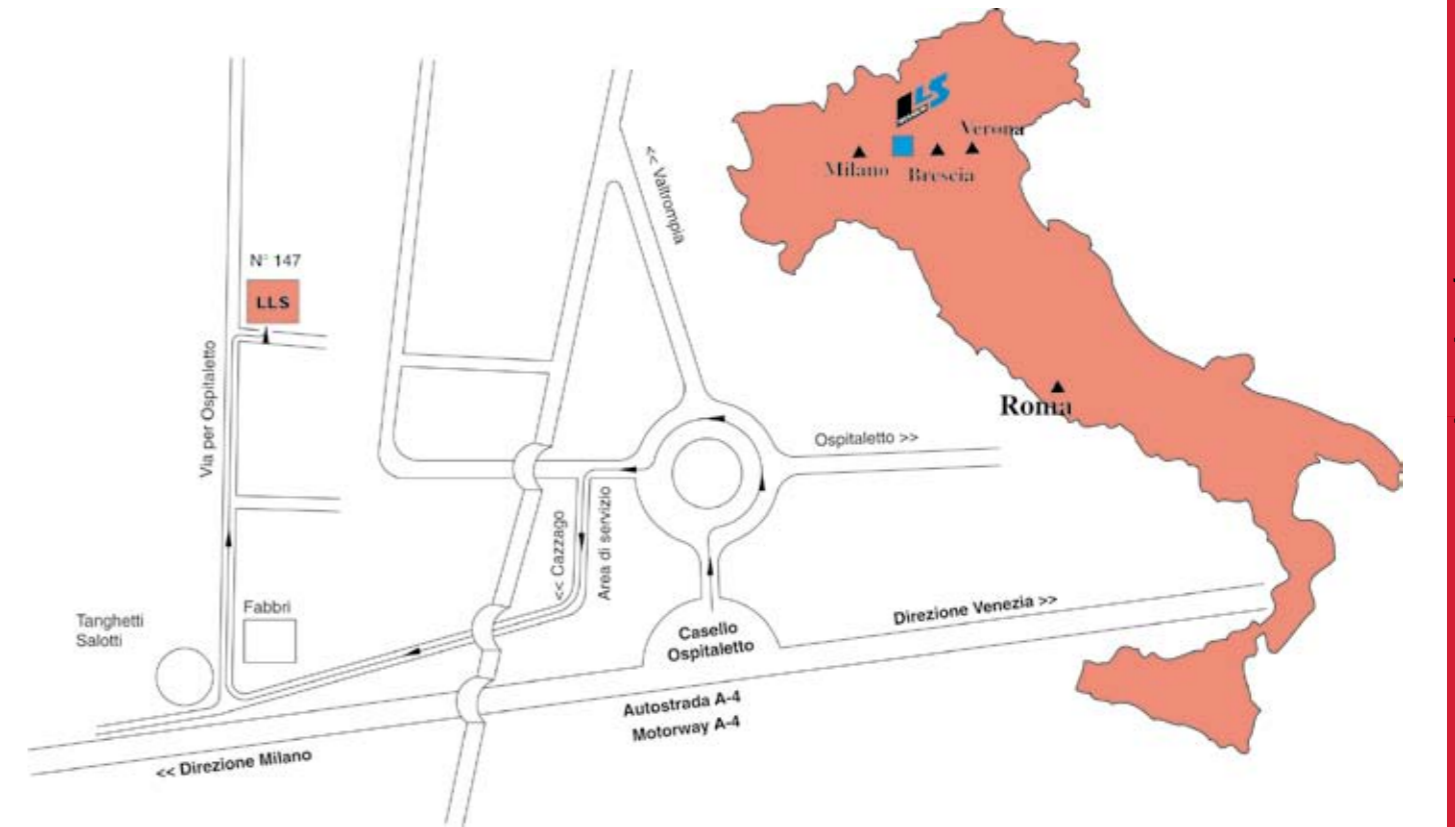 LLS
Verona
Milano
Brescia
Roma
<< Valtrompia
N° 147
LLS
Via per Ospitaletto
Ospitaletto >>
<< Cazzago
Area di servizio
Tanghetti
Salotti
Fabbri
Casello
Ospitaletto
Direzione Venezia >>
Autostrada A-4
Motorway A-4
<< Direzione Milano